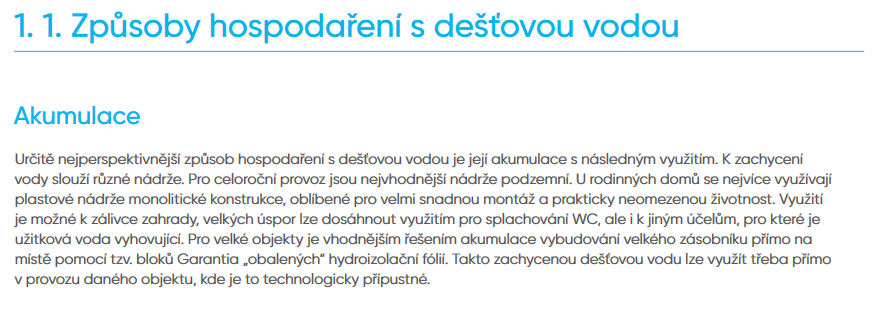 1. 1. Způsoby hospodaření s dešťovou vodou
Akumulace
Určitě nejperspektivnější způsob hospodaření s dešťovou vodou je její akumulace s následným využitím. K zachycení
vody slouží různé nádrže. Pro celoroční provoz jsou nejvhodnější nádrže podzemní. U rodinných domů se nejvíce využívají
plastové nádrže monolitické konstrukce, oblíbené pro velmi snadnou montáž a prakticky neomezenou životnost. Využití
je možné k zálivce zahrady, velkých úspor lze dosáhnout využitím pro splachování WC, ale i k jiným účelům, pro které je
užitková voda vyhovující. Pro velké objekty je vhodnějším řešením akumulace vybudování velkého zásobníku přímo na
místě pomocí tzv. bloků Garantia „obalených“ hydroizolační fólií. Takto zachycenou dešťovou vodu lze využít třeba přímo
v provozu daného objektu, kde je to technologicky přípustné.